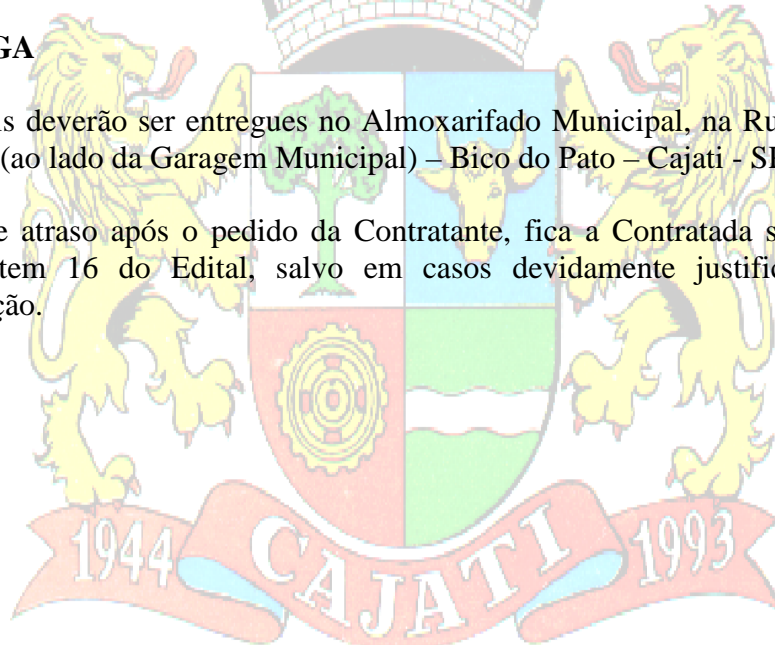 GA
is deverão ser entregues no Almoxarifado Municipal, na Ru
(ao lado da Garagem Municipal) – Bico do Pato – Cajati - SP
e atraso após o pedido da Contratante, fica a Contratada s
tem 16 do Edital, salvo em casos devidamente justific
ção.
1944 CAJATI 1993